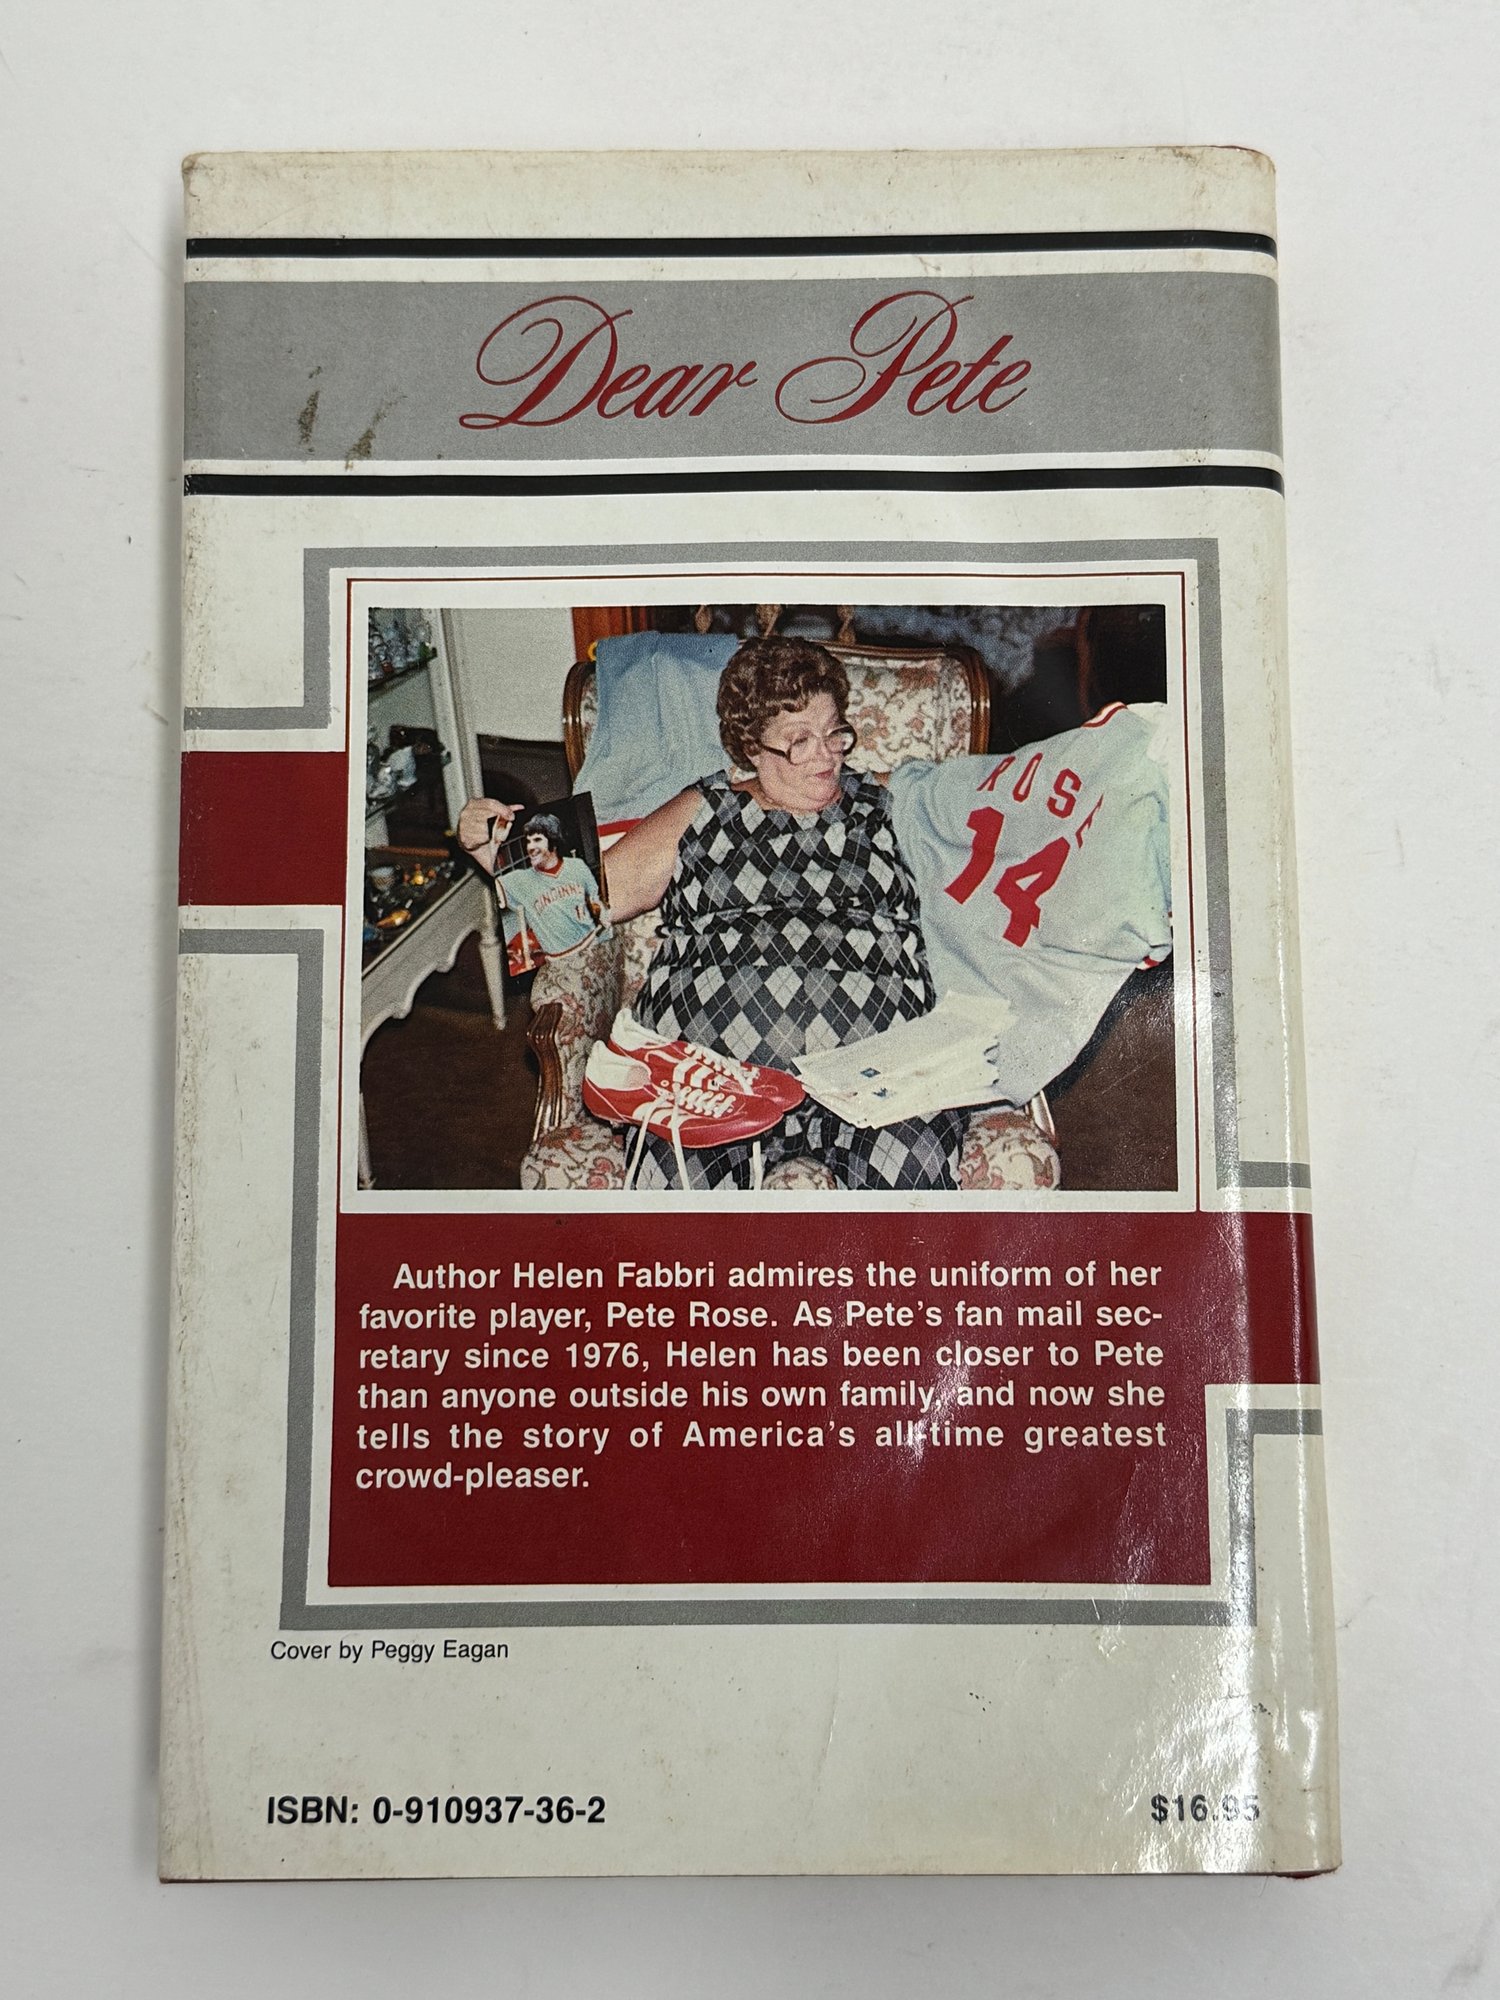 Dear Pete
CINCINN
14
ROSE
14
Author Helen Fabbri admires the uniform of her
favorite player, Pete Rose. As Pete's fan mail sec-
retary since 1976, Helen has been closer to Pete
than anyone outside his own family, and now she
tells the story of America's all-time greatest
crowd-pleaser.
Cover by Peggy Eagan
ISBN: 0-910937-36-2
$16.95